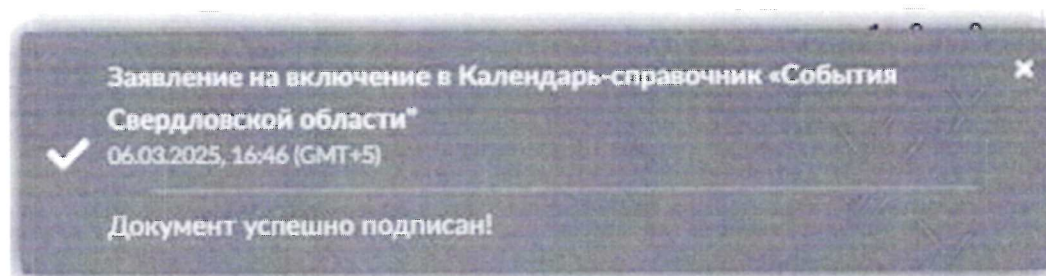 Заявление на включение в Календарь-справочник «События
Свердловской области"
06.03.2025, 16:46 (GMT+5)
Документ успешно подписан!